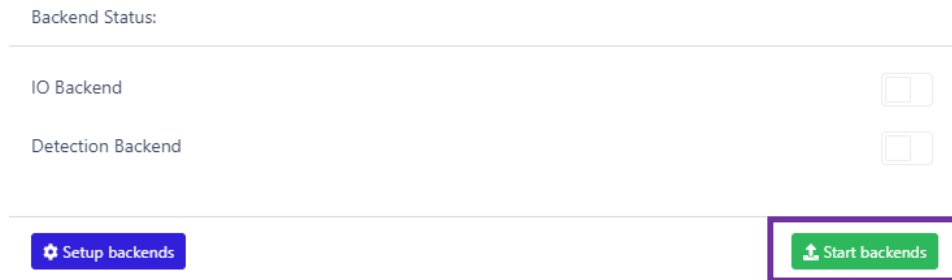 Backend Status:
IO Backend
Detection Backend
Setup backends
Start backends